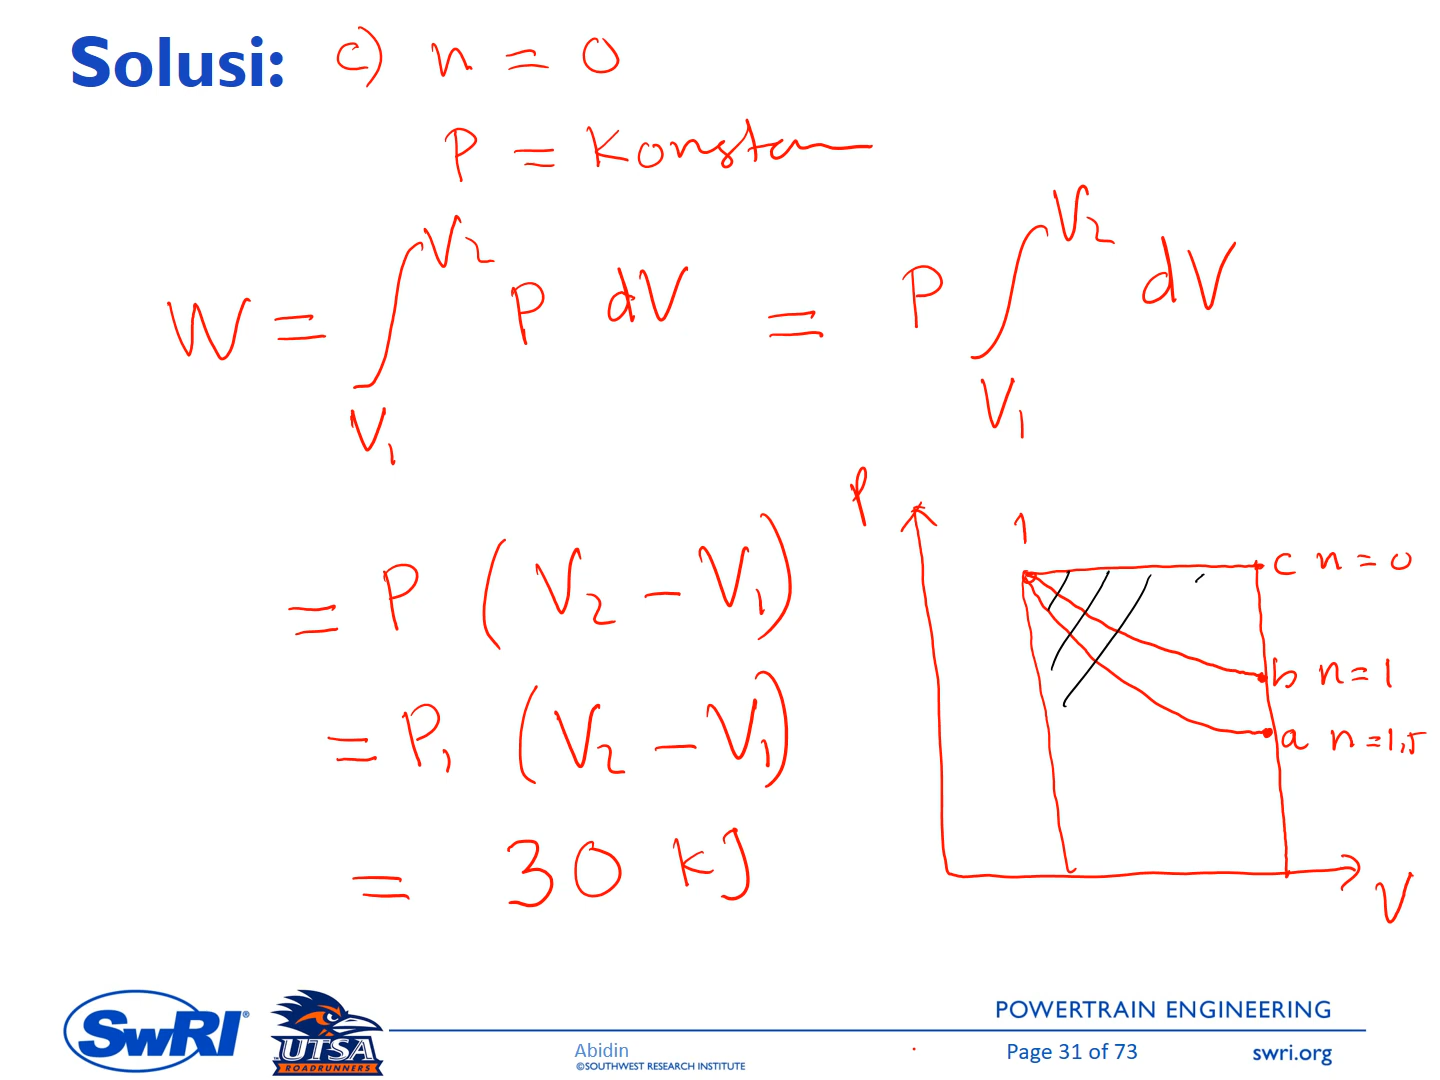 Solusi: c) n = 0
P = Konstan
W = ∫_{V1}^{V2} P dV = P ∫_{V1}^{V2} dV
= P (V2 − V1)
= P1 (V2 − V1)
= 30 kJ
P
1
c n = 0
b n = 1
a n = 1,5
V
SwRI®
UTSA
ROADRUNNERS
POWERTRAIN ENGINEERING
Abidin
©SOUTHWEST RESEARCH INSTITUTE
Page 31 of 73
swri.org